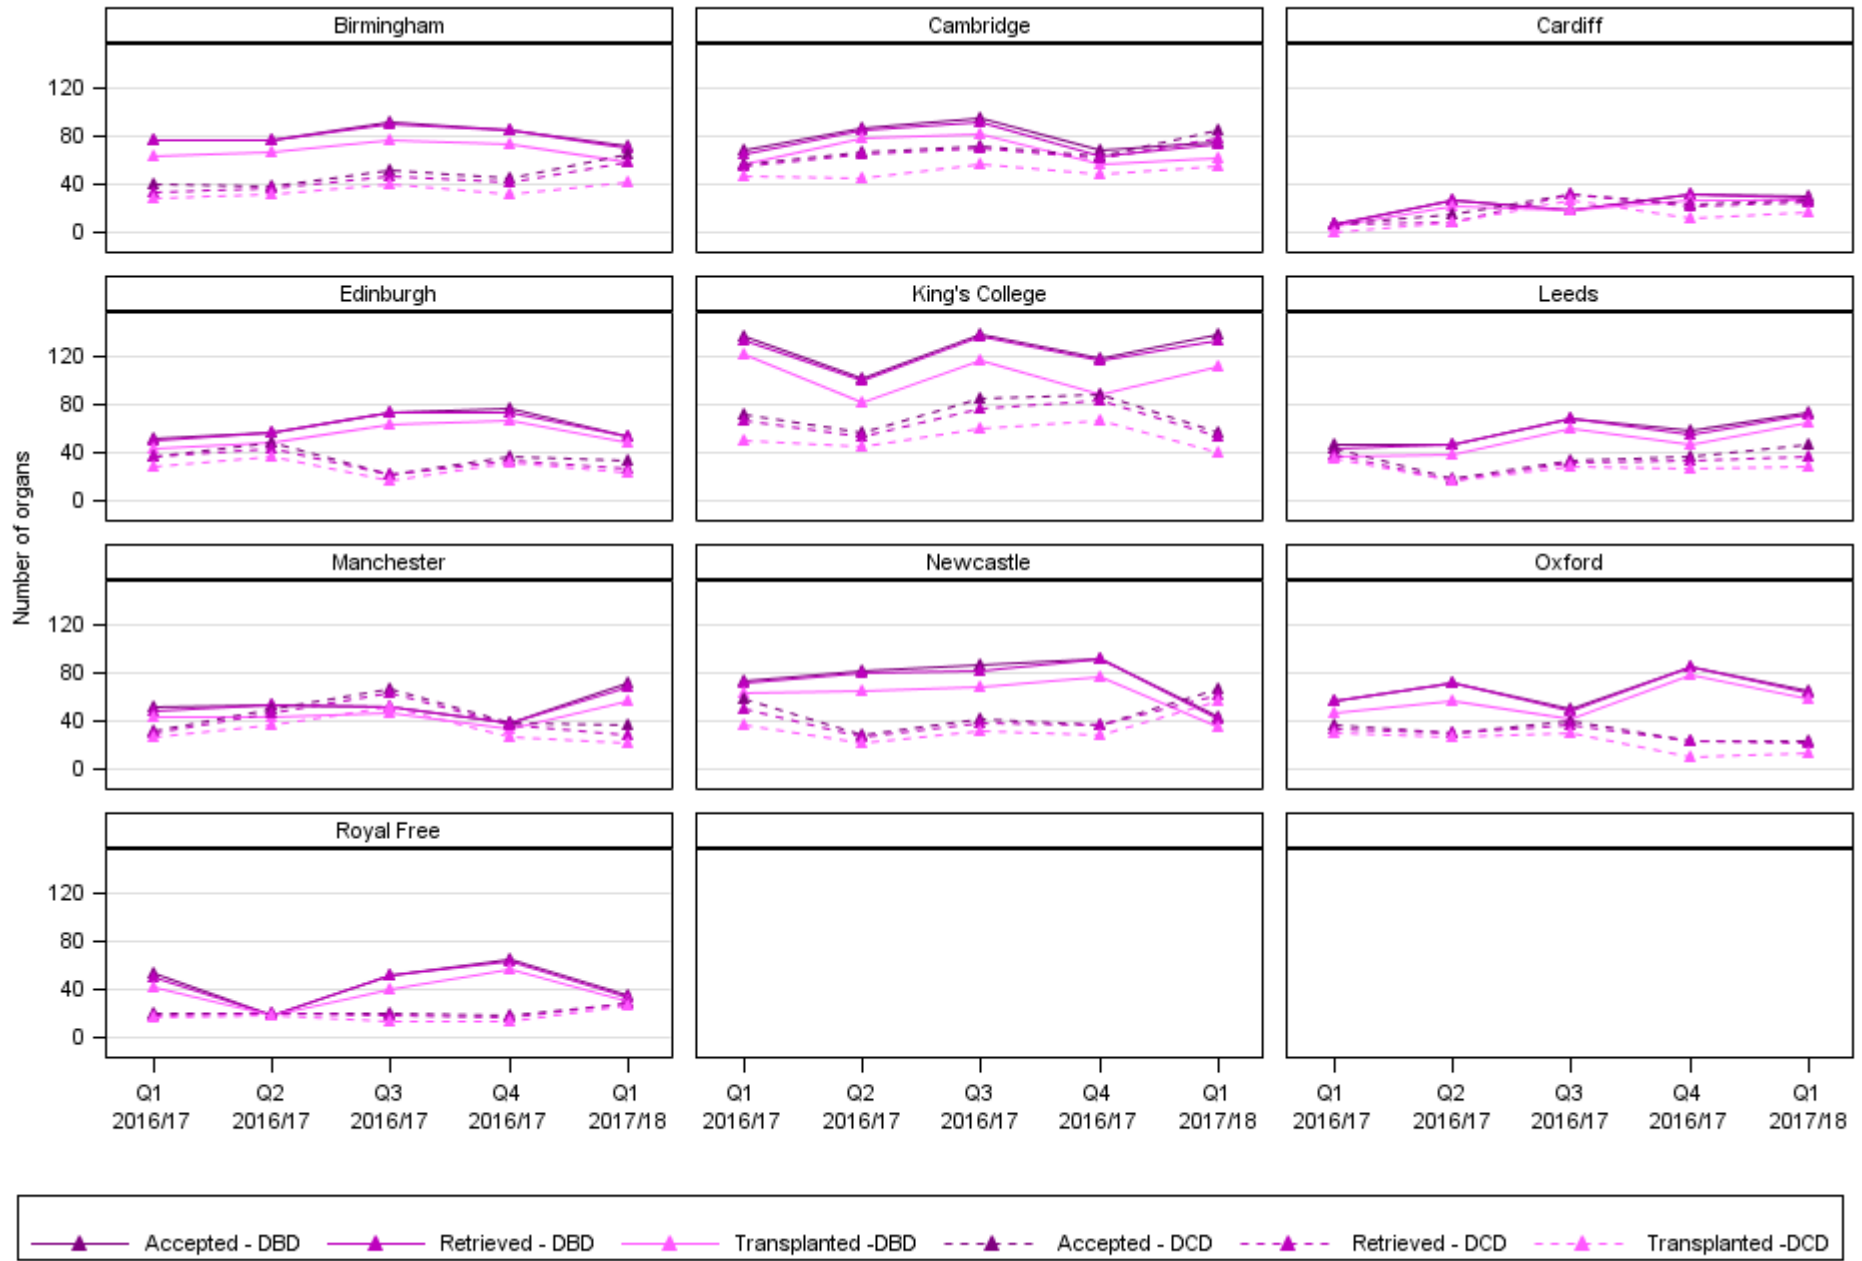 Birmingham
Cambridge
Cardiff
120
80
40
0
Edinburgh
King's College
Leeds
120
80
40
0
Number of organs
Manchester
Newcastle
Oxford
120
80
40
0
Royal Free
120
80
40
0
Q1 Q2 Q3 Q4 Q1 Q1 Q2 Q3 Q4 Q1 Q1 Q2 Q3 Q4 Q1
2016/17 2016/17 2016/17 2016/17 2017/18 2016/17 2016/17 2016/17 2016/17 2017/18 2016/17 2016/17 2016/17 2016/17 2017/18
Accepted - DBD Retrieved - DBD Transplanted -DBD Accepted - DCD Retrieved - DCD Transplanted -DCD